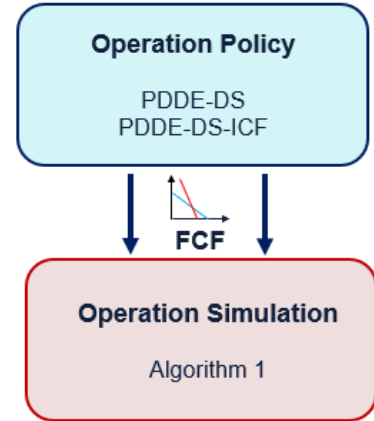 Operation Policy
PDDE-DS
PDDE-DS-ICF
FCF
Operation Simulation
Algorithm 1